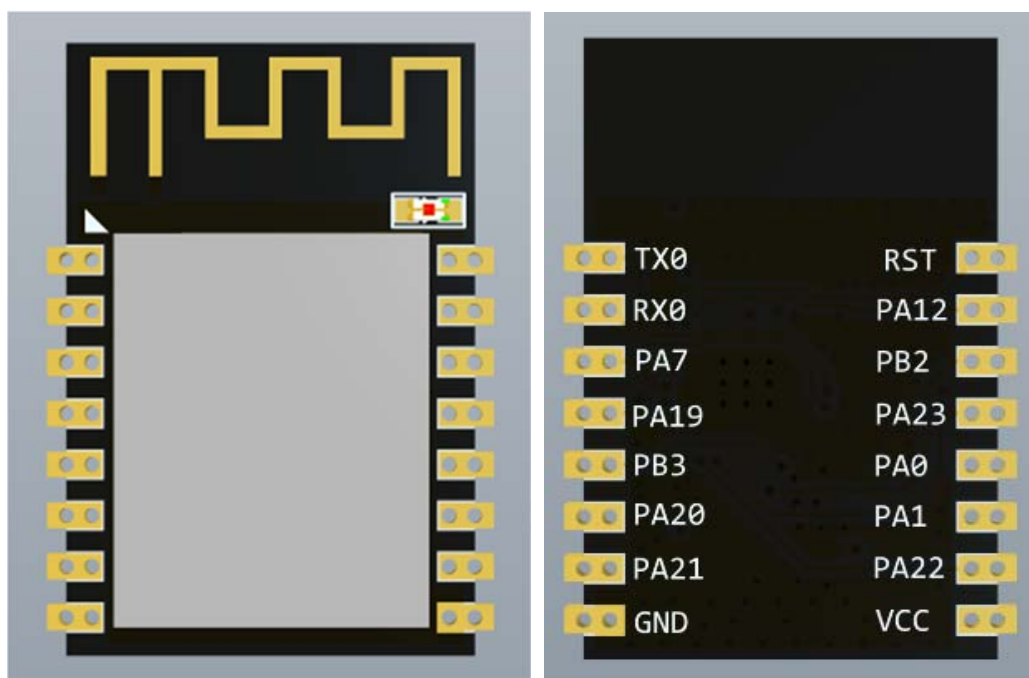 TX0 RST
RX0 PA12
PA7 PB2
PA19 PA23
PB3 PA0
PA20 PA1
PA21 PA22
GND VCC